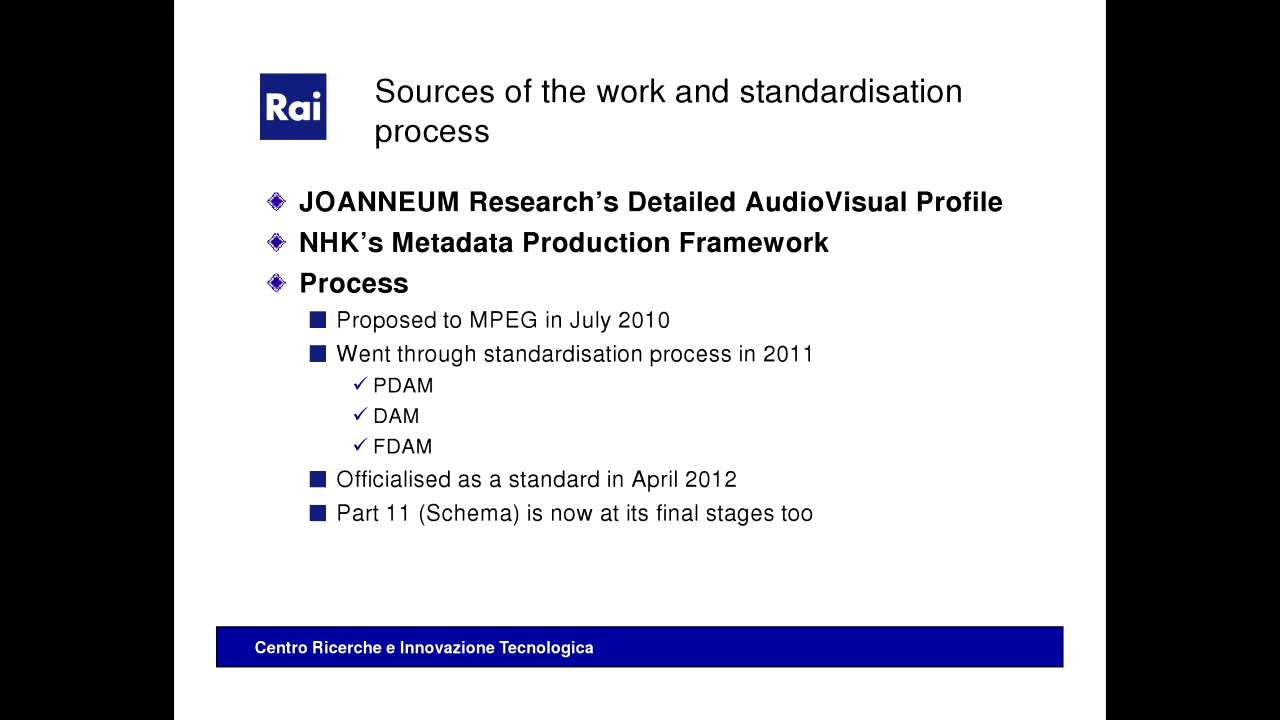 Rai
Sources of the work and standardisation
process
JOANNEUM Research's Detailed AudioVisual Profile
NHK's Metadata Production Framework
Process
Proposed to MPEG in July 2010
Went through standardisation process in 2011
PDAM
DAM
FDAM
Officialised as a standard in April 2012
Part 11 (Schema) is now at its final stages too
Centro Ricerche e Innovazione Tecnologica